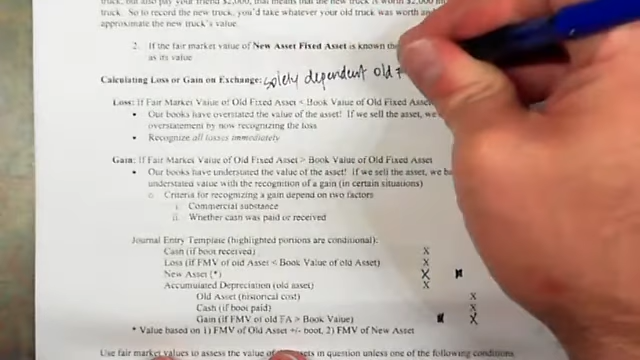 truck, but also pay your friend $2,000, that means that the new truck is worth $2,000
truck. So to record the new truck, you'd take whatever your old truck was worth and
approximate the new truck's value
2. If the fair market value of New Asset Fixed Asset is known
as its value
Calculating Loss or Gain on Exchange: solely dependent old
Loss: If Fair Market Value of Old Fixed Asset < Book Value of Old Fixed Asset
• Our books have overstated the value of the asset! If we sell the asset, we
overstatement by now recognizing the loss
• Recognize all losses immediately
Gain: If Fair Market Value of Old Fixed Asset > Book Value of Old Fixed Asset
• Our books have understated the value of the asset! If we sell the asset, we
understated value with the recognition of a gain (in certain situations)
o Criteria for recognizing a gain depend on two factors
i. Commercial substance
ii. Whether cash was paid or received
Journal Entry Template (highlighted portions are conditional):
Cash (if boot received) X
Loss (if FMV of old Asset < Book Value of old Asset) X
New Asset (*) X
Accumulated Depreciation (old asset) X
Old Asset (historical cost) X
Cash (if boot paid) X
Gain (if FMV of old FA > Book Value) X
* Value based on 1) FMV of Old Asset +/- boot, 2) FMV of New Asset
Use fair market values to assess the value of assets in question unless one of the following conditions